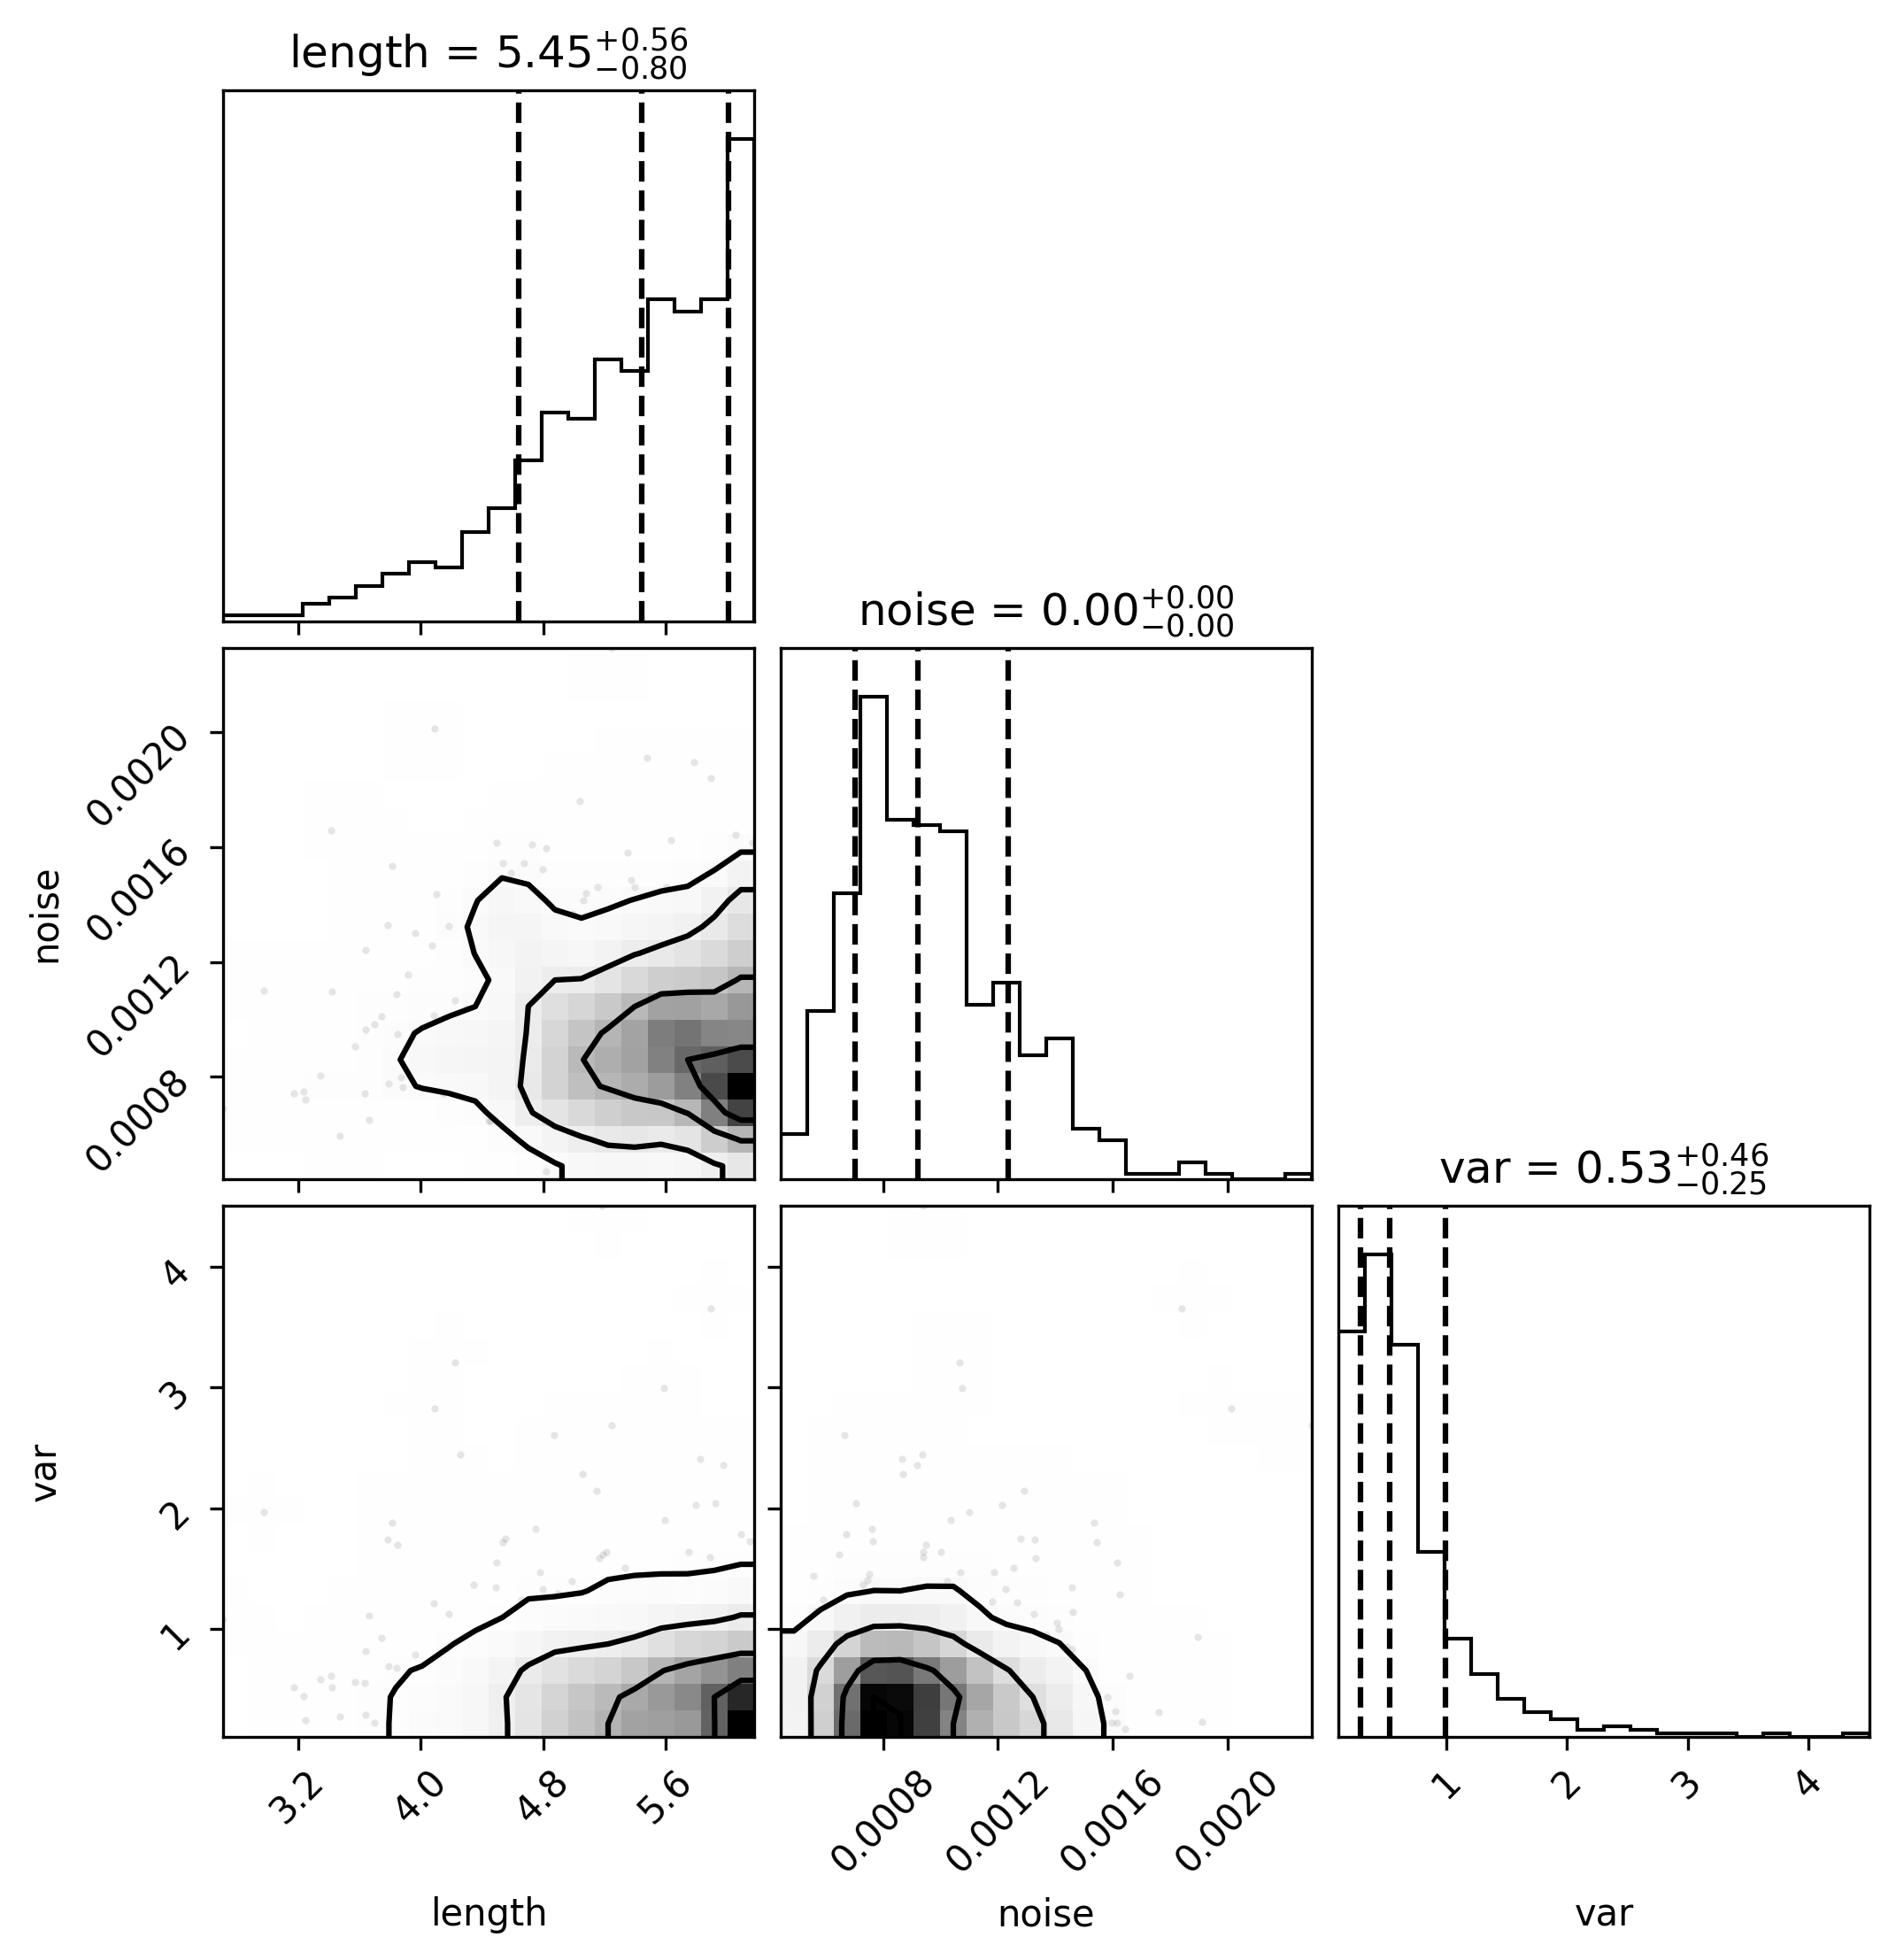 length = 5.45 +0.56 −0.80
noise = 0.00 +0.00 −0.00
0.0020
0.0016
0.0012
0.0008
noise
var = 0.53 +0.46 −0.25
4
3
2
1
var
3.2 4.0 4.8 5.6
0.0008 0.0012 0.0016 0.0020
1 2 3 4
length
noise
var